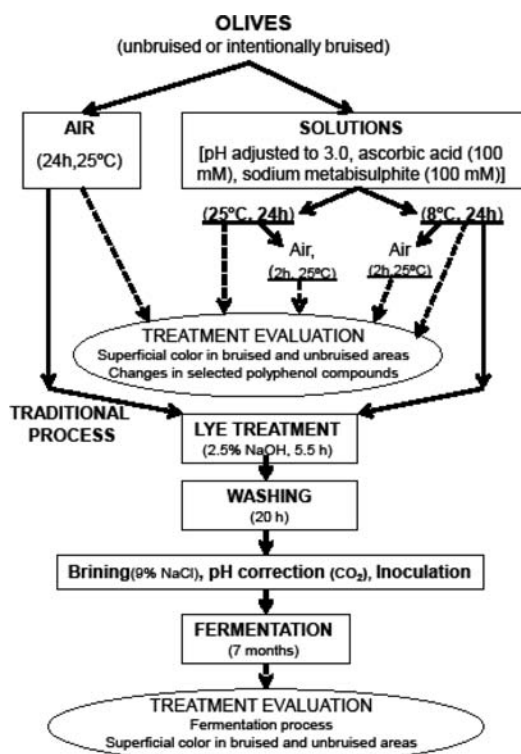 OLIVES
(unbruised or intentionally bruised)
AIR
(24h,25ºC)
SOLUTIONS
[pH adjusted to 3.0, ascorbic acid (100
mM), sodium metabisulphite (100 mM)]
(25ºC, 24h)
(8ºC, 24h)
Air,
(2h, 25ºC)
Air
(2h, 25ºC)
TREATMENT EVALUATION
Superficial color in bruised and unbruised areas
Changes in selected polyphenol compounds
TRADITIONAL
PROCESS
LYE TREATMENT
(2.5% NaOH, 5.5 h)
WASHING
(20 h)
Brining(9% NaCl), pH correction (CO₂), Inoculation
FERMENTATION
(7 months)
TREATMENT EVALUATION
Fermentation process
Superficial color in bruised and unbruised areas